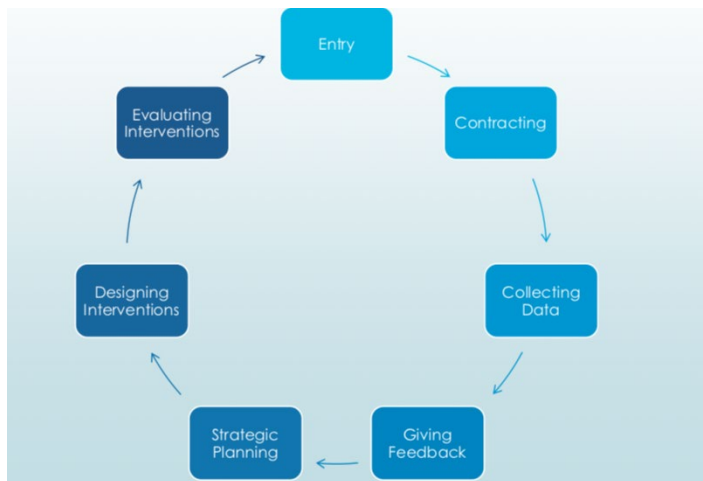 Entry
Contracting
Collecting
Data
Giving
Feedback
Strategic
Planning
Designing
Interventions
Evaluating
Interventions